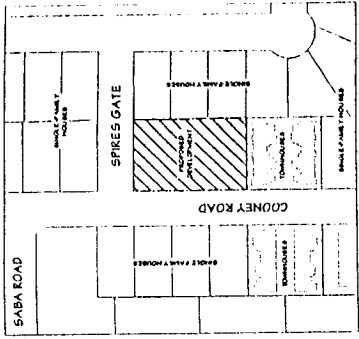 SINGLE-FAMILY
HOUSES
SPIRES GATE
SINGLE FAMILY HOUSES
PROPOSED
DEVELOPMENT
TOWNHOUSES
SINGLE FAMILY HOUSES
COONEY ROAD
SABA ROAD
SINGLE FAMILY HOUSES
TOWNHOUSES